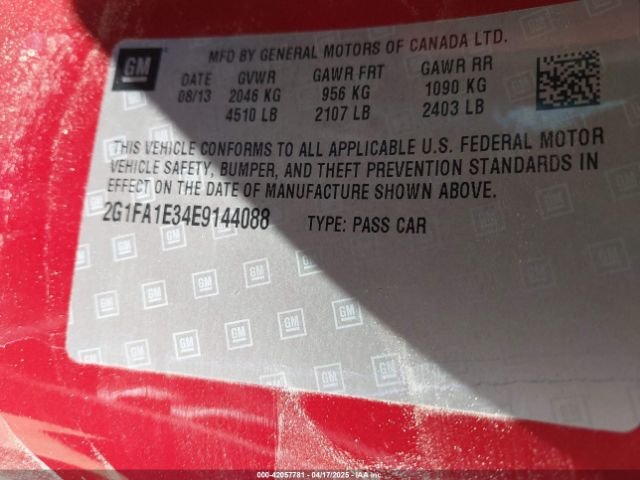 GM
MFD BY GENERAL MOTORS OF CANADA LTD.
DATE GVWR GAWR FRT GAWR RR
08/13 2046 KG 956 KG 1090 KG
4510 LB 2107 LB 2403 LB
THIS VEHICLE CONFORMS TO ALL APPLICABLE U.S. FEDERAL MOTOR
VEHICLE SAFETY, BUMPER, AND THEFT PREVENTION STANDARDS IN
EFFECT ON THE DATE OF MANUFACTURE SHOWN ABOVE.
2G1FA1E34E9144088 TYPE: PASS CAR
000-42057781 - 04/17/2025 - IAAI.COM